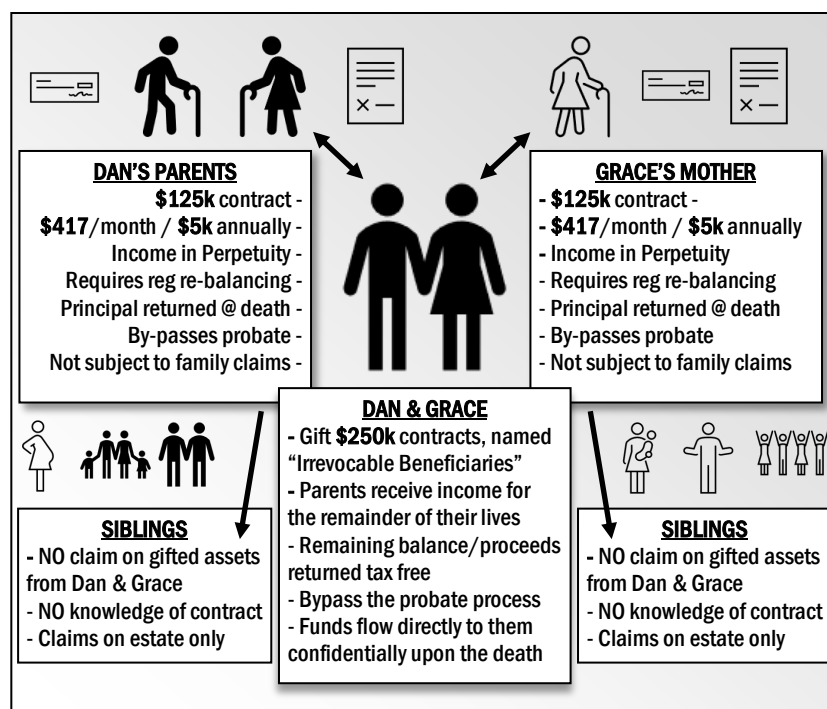 DAN'S PARENTS
$125k contract -
$417/month / $5k annually -
Income in Perpetuity -
Requires reg re-balancing -
Principal returned @ death -
By-passes probate -
Not subject to family claims -
GRACE'S MOTHER
- $125k contract -
- $417/month / $5k annually
- Income in Perpetuity
- Requires reg re-balancing
- Principal returned @ death
- By-passes probate
- Not subject to family claims
DAN & GRACE
- Gift $250k contracts, named
"Irrevocable Beneficiaries"
- Parents receive income for
the remainder of their lives
- Remaining balance/proceeds
returned tax free
- Bypass the probate process
- Funds flow directly to them
confidentially upon the death
SIBLINGS
- NO claim on gifted assets
from Dan & Grace
- NO knowledge of contract
- Claims on estate only
SIBLINGS
- NO claim on gifted assets
from Dan & Grace
- NO knowledge of contract
- Claims on estate only